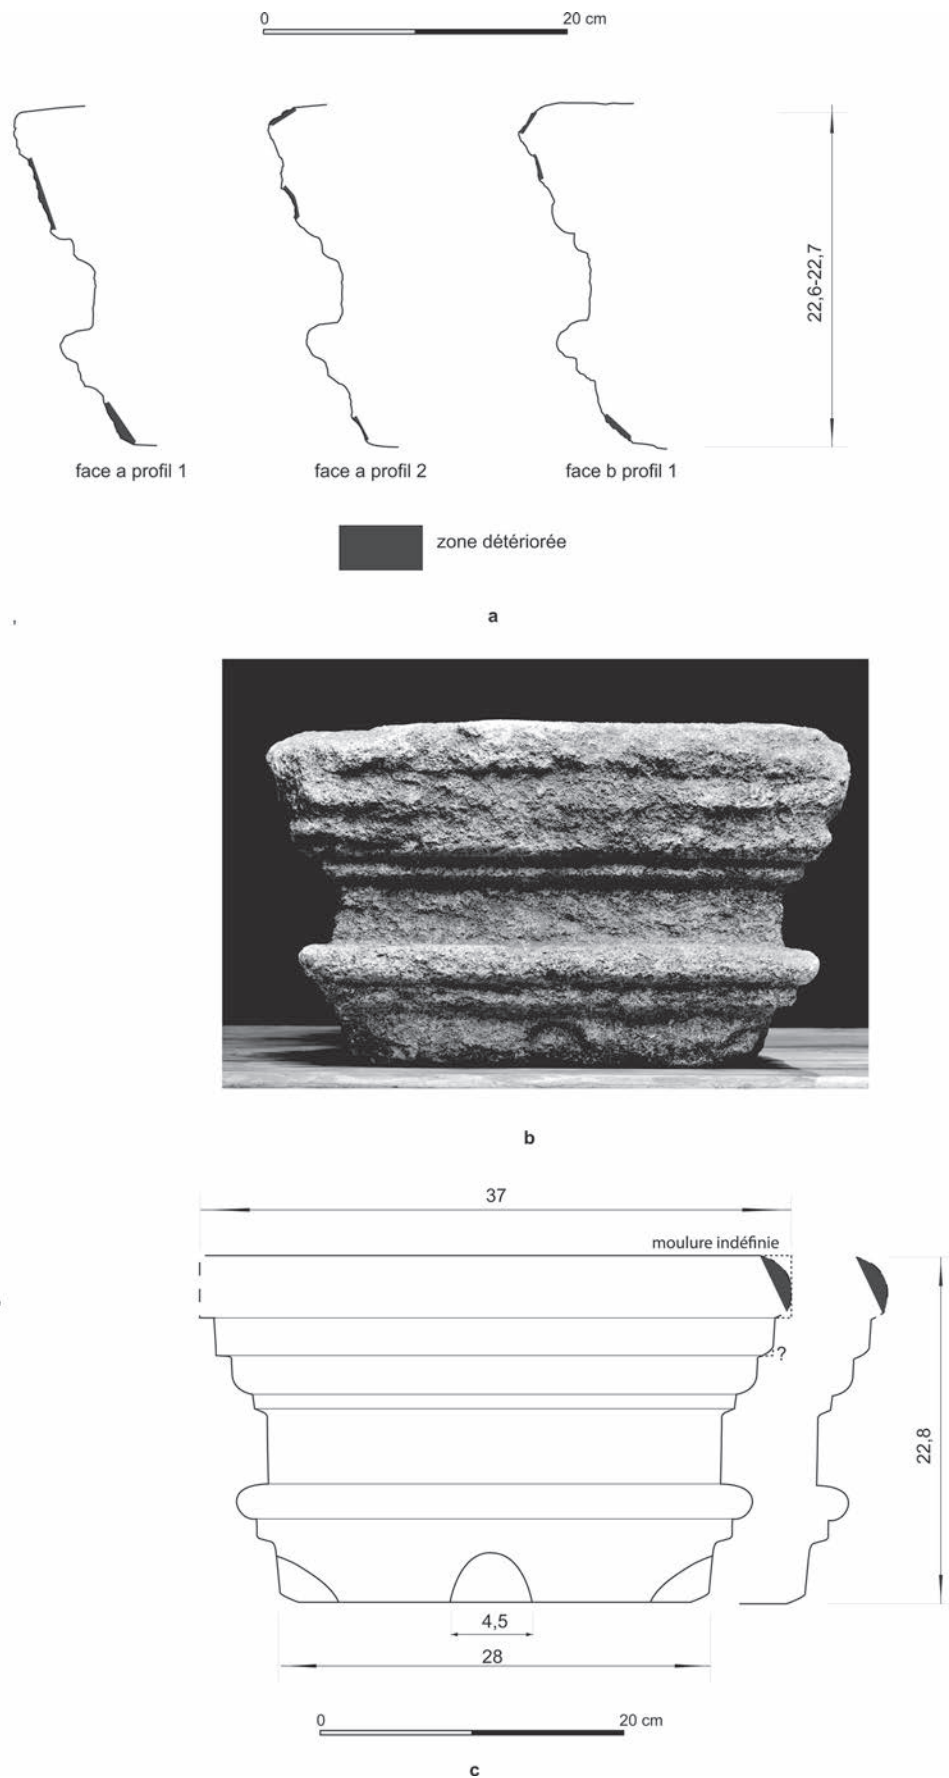 0 20 cm
22,6-22,7
face a profil 1 face a profil 2 face b profil 1
zone détériorée
a
b
37
moulure indéfinie
?
22,8
4,5
28
0 20 cm
c